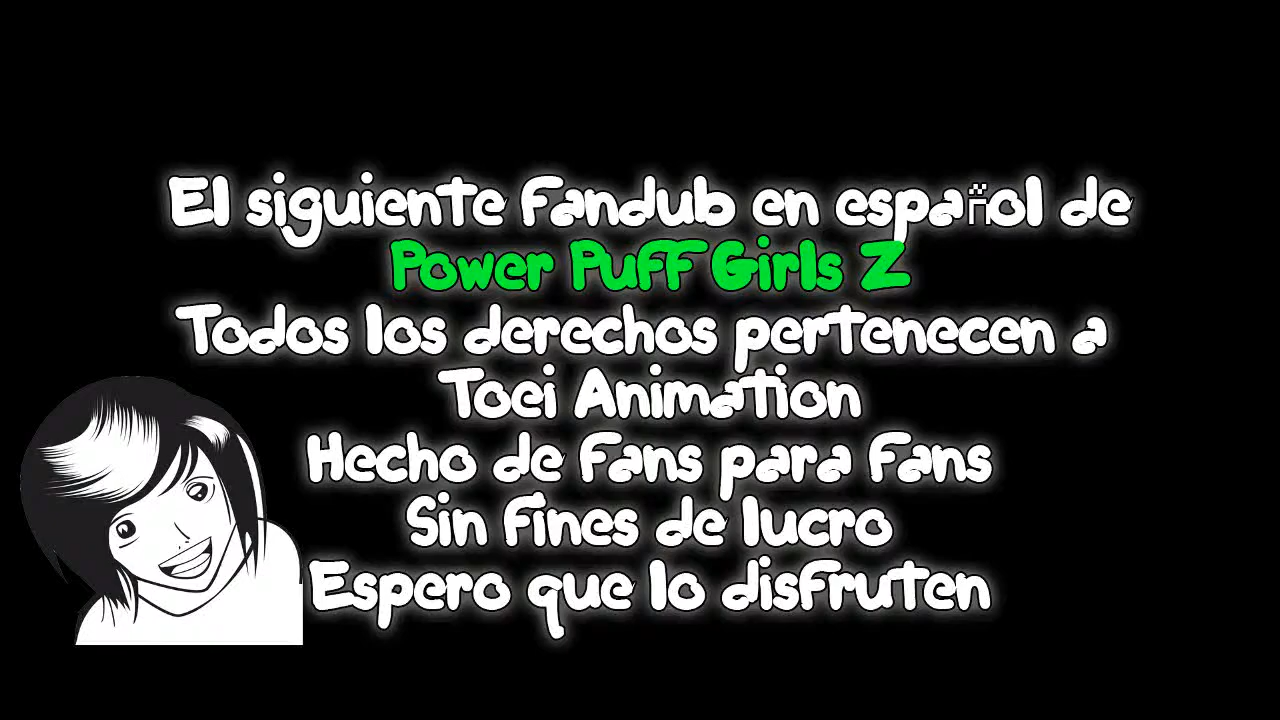 El siguiente Fandub en español de
Power Puff Girls Z
Todos los derechos pertenecen a
Toei Animation
Hecho de Fans para Fans
Sin fines de lucro
Espero que lo disfruten